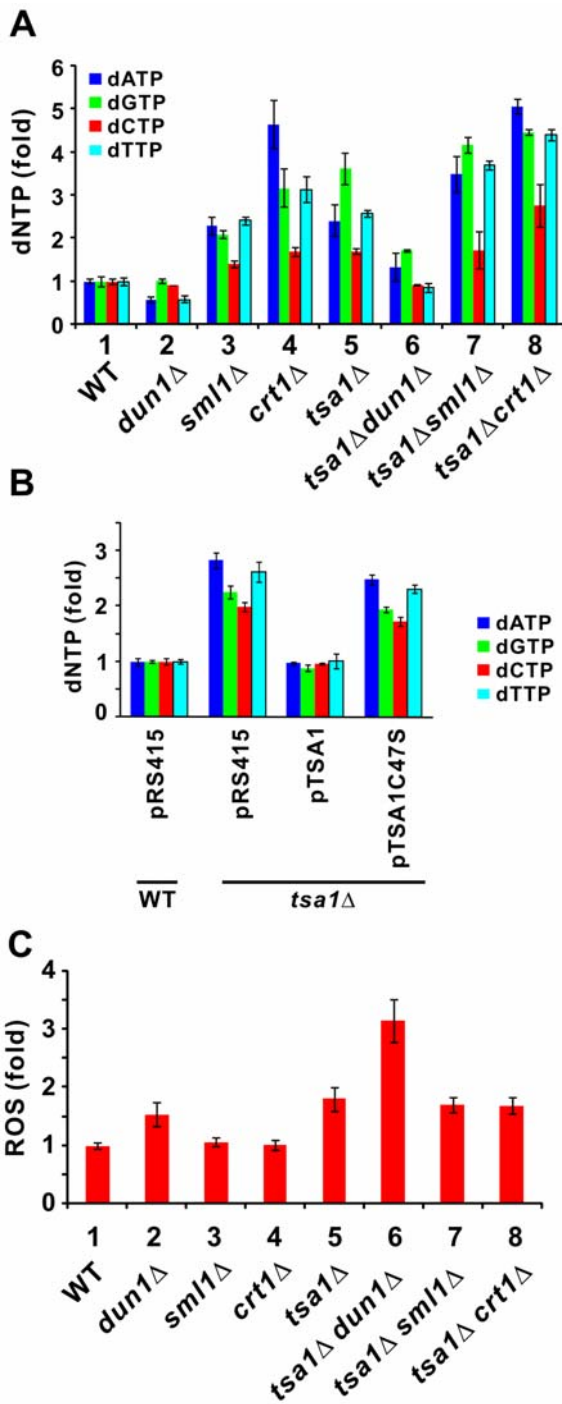 A
dNTP (fold)
6
5
4
3
2
1
0
dATP
dGTP
dCTP
dTTP
1 2 3 4 5 6 7 8
WT
dun1Δ
sml1Δ
crt1Δ
tsa1Δ
tsa1Δdun1Δ
tsa1Δsml1Δ
tsa1Δcrt1Δ
B
dNTP (fold)
3
2
1
0
dATP
dGTP
dCTP
dTTP
pRS415
pRS415
pTSA1
pTSA1C47S
WT
tsa1Δ
C
ROS (fold)
4
3
2
1
0
1 2 3 4 5 6 7 8
WT
dun1Δ
sml1Δ
crt1Δ
tsa1Δ
tsa1Δ dun1Δ
tsa1Δ sml1Δ
tsa1Δ crt1Δ